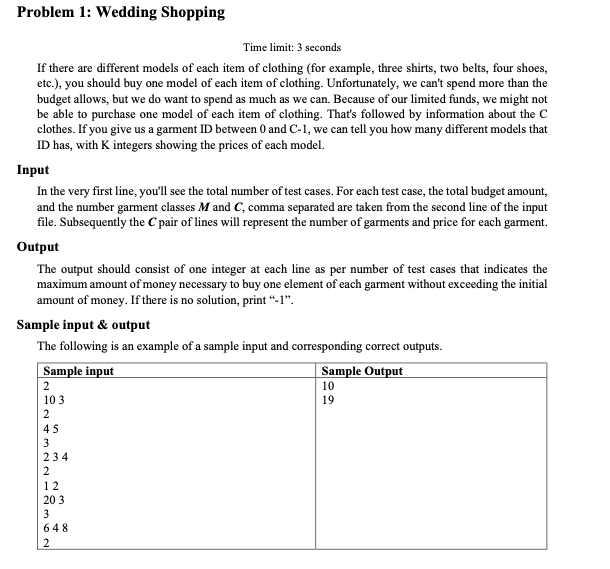 Problem 1: Wedding Shopping
Time limit: 3 seconds
If there are different models of each item of clothing (for example, three shirts, two belts, four shoes,
etc.), you should buy one model of each item of clothing. Unfortunately, we can't spend more than the
budget allows, but we do want to spend as much as we can. Because of our limited funds, we might not
be able to purchase one model of each item of clothing. That's followed by information about the C
clothes. If you give us a garment ID between 0 and C-1, we can tell you how many different models that
ID has, with K integers showing the prices of each model.
Input
In the very first line, you'll see the total number of test cases. For each test case, the total budget amount,
and the number garment classes M and C, comma separated are taken from the second line of the input
file. Subsequently the C pair of lines will represent the number of garments and price for each garment.
Output
The output should consist of one integer at each line as per number of test cases that indicates the
maximum amount of money necessary to buy one element of each garment without exceeding the initial
amount of money. If there is no solution, print “-1”.
Sample input & output
The following is an example of a sample input and corresponding correct outputs.
Sample input Sample Output
2 10
10 3 19
2
4 5
3
2 3 4
2
1 2
20 3
3
6 4 8
2